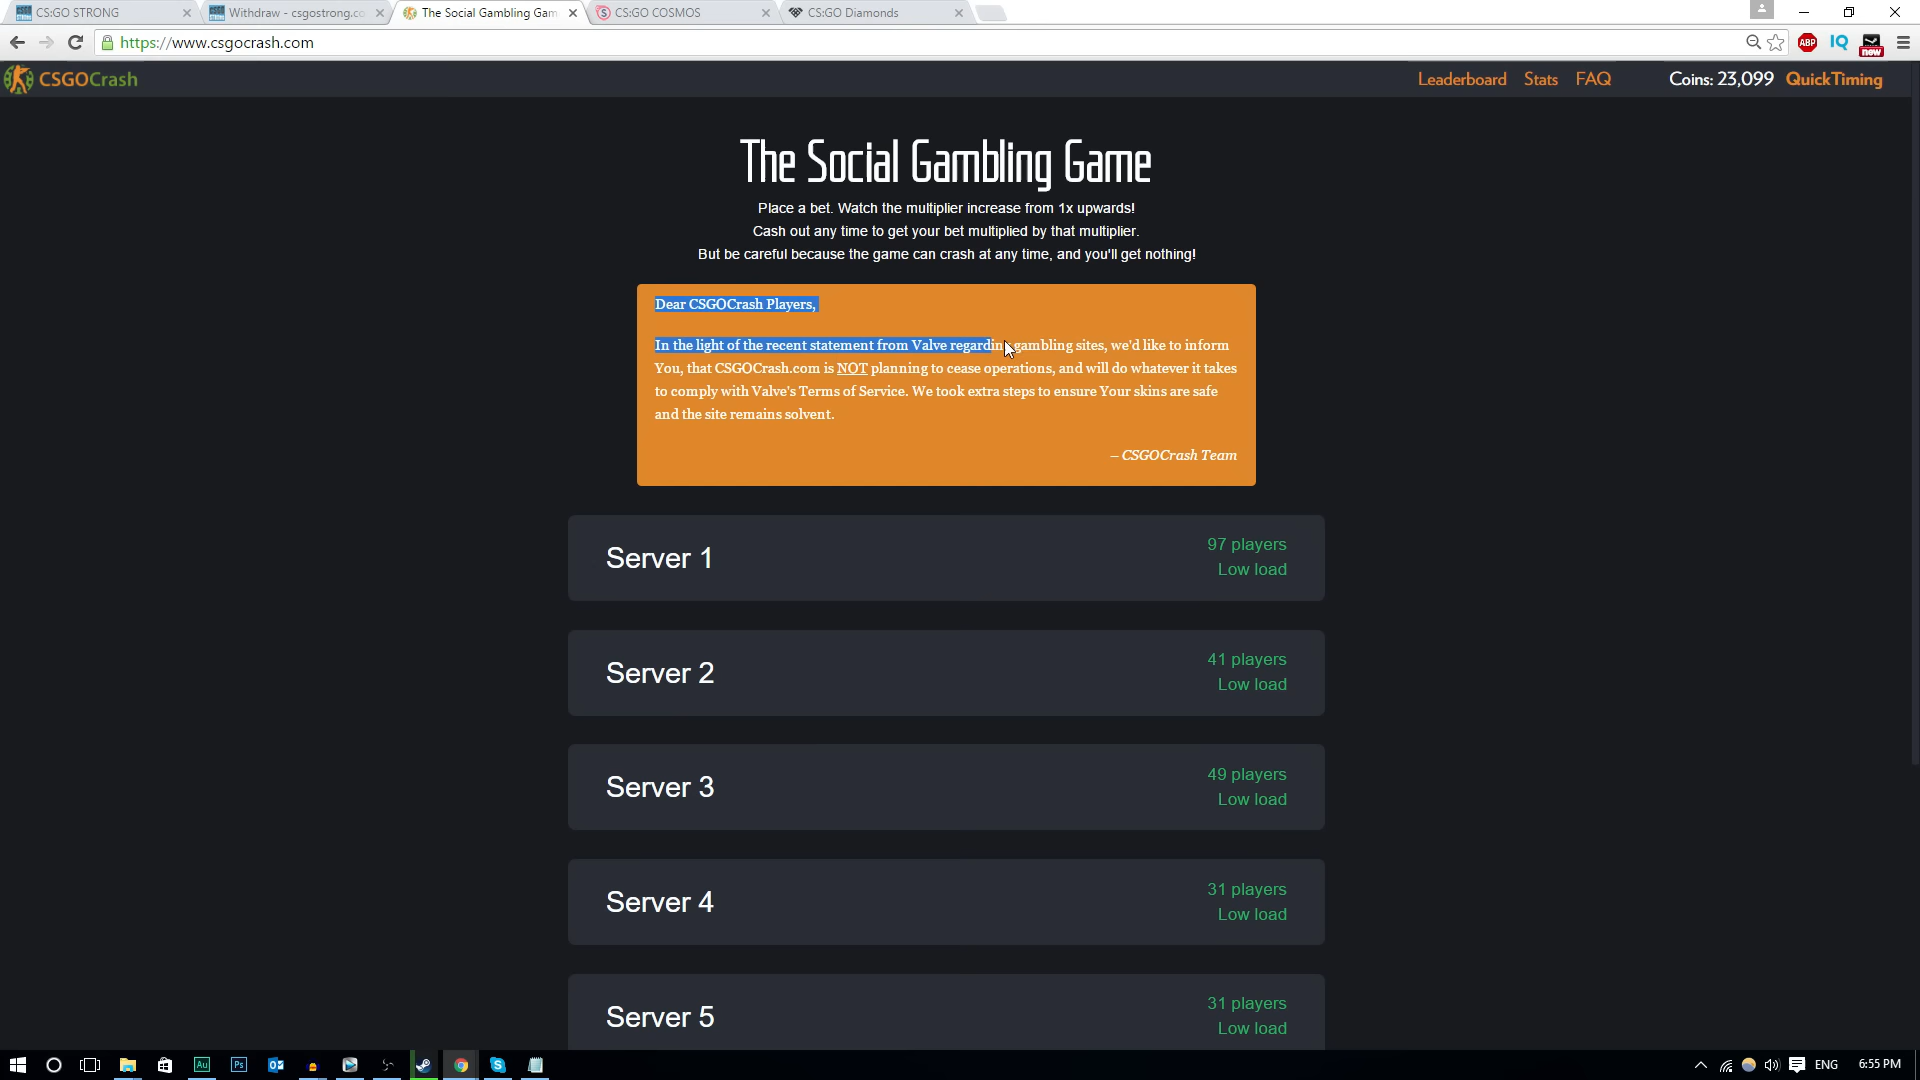 CS:GO STRONG
Withdraw - csgostrong.co
The Social Gambling Gam
CS:GO COSMOS
CS:GO Diamonds
https://www.csgocrash.com
ABP
IQ
new
CSGOCrash
Leaderboard
Stats
FAQ
Coins: 23,099
QuickTiming
The Social Gambling Game
Place a bet. Watch the multiplier increase from 1x upwards!
Cash out any time to get your bet multiplied by that multiplier.
But be careful because the game can crash at any time, and you'll get nothing!
Dear CSGOCrash Players,
In the light of the recent statement from Valve regarding gambling sites, we'd like to inform
You, that CSGOCrash.com is NOT planning to cease operations, and will do whatever it takes
to comply with Valve's Terms of Service. We took extra steps to ensure Your skins are safe
and the site remains solvent.
– CSGOCrash Team
Server 1
97 players
Low load
Server 2
41 players
Low load
Server 3
49 players
Low load
Server 4
31 players
Low load
Server 5
31 players
Low load
Au
Ps
ENG
6:55 PM